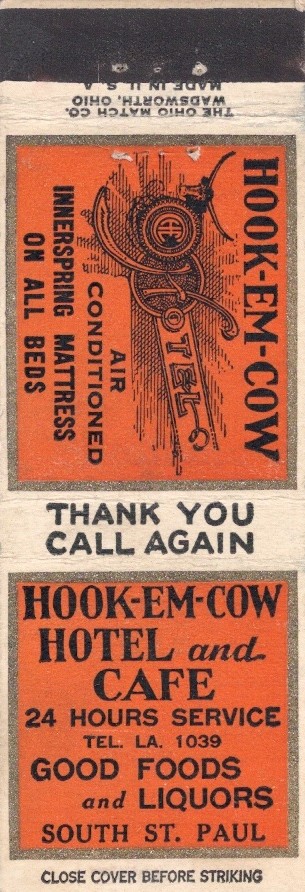 THE OHIO MATCH CO.
WADSWORTH, OHIO
MADE IN U. S. A
HOOK-EM-COW
HOTEL
AIR
CONDITIONED
INNERSPRING MATTRESS
ON ALL BEDS
THANK YOU
CALL AGAIN
HOOK-EM-COW
HOTEL and
CAFE
24 HOURS SERVICE
TEL. LA. 1039
GOOD FOODS
and LIQUORS
SOUTH ST. PAUL
CLOSE COVER BEFORE STRIKING